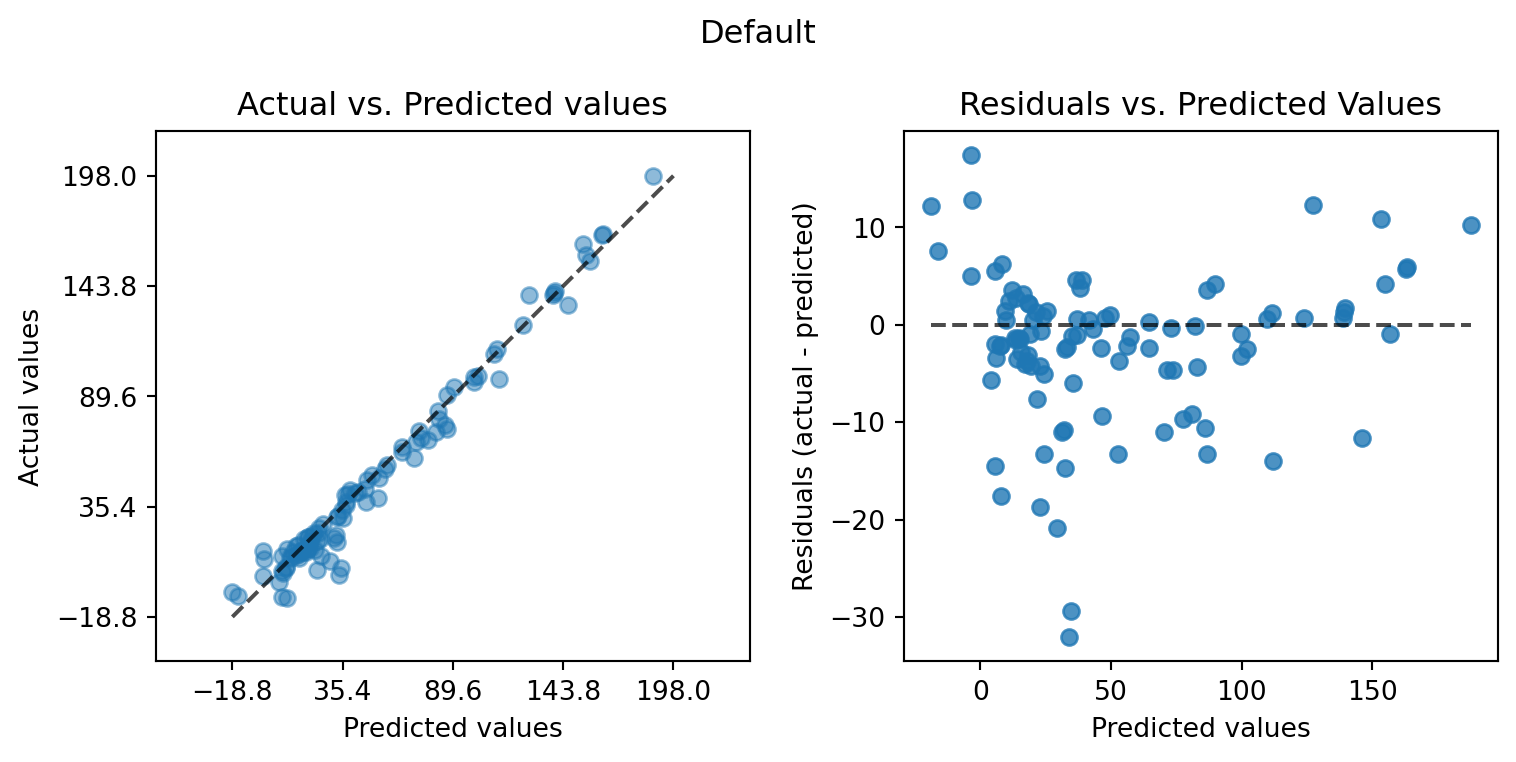 Default
Actual vs. Predicted values
Actual values
198.0
143.8
89.6
35.4
−18.8
−18.8 35.4 89.6 143.8 198.0
Predicted values
Residuals vs. Predicted Values
Residuals (actual - predicted)
10
0
−10
−20
−30
0 50 100 150
Predicted values